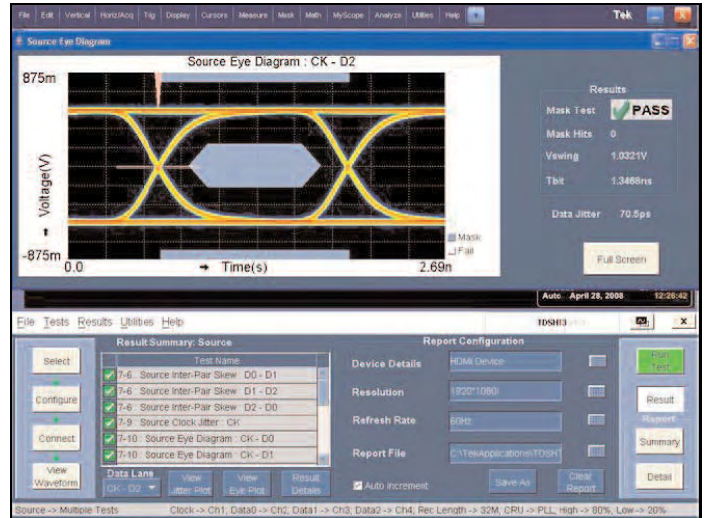 File Edit Vertical Horiz/Acq Trig Display Cursors Measure Mask Math MyScope Analyze Utilities Help Tek X
Source Eye Diagram
Source Eye Diagram : CK - D2
875m
Voltage(V)
-875m
0.0
Time(s)
2.69n
Mask
Fail
Results
Mask Test PASS
Mask Hits 0
Vswing 1.0321V
Tbit 1.3468ns
Data Jitter 70.5ps
Full Screen
Auto April 28, 2008 12:26:42
File Tests Results Utilities Help
TDSHT3
X
Select
Configure
Connect
View Waveform
Result Summary: Source
Test Name
7-6 : Source Inter-Pair Skew : D0 - D1
7-6 : Source Inter-Pair Skew : D1 - D2
7-6 : Source Inter-Pair Skew : D2 - D0
7-9 : Source Clock Jitter : CK
7-10 : Source Eye Diagram : CK - D0
7-10 : Source Eye Diagram : CK - D1
Data Lane
CK - D2
View Jitter Plot
View Eye Plot
Result Details
Report Configuration
Device Details HDMI Device
Resolution 1920*1080i
Refresh Rate 60Hz
Report File C:\TekApplications\TDSHT
Auto Increment
Save As
Clear Report
Run Test
Result
Report
Summary
Detail
Source -> Multiple Tests Clock -> Ch1, Data0 -> Ch2, Data1 -> Ch3, Data2 -> Ch4; Rec Length -> 32M, CRU -> PLL, High -> 80%, Low -> 20%